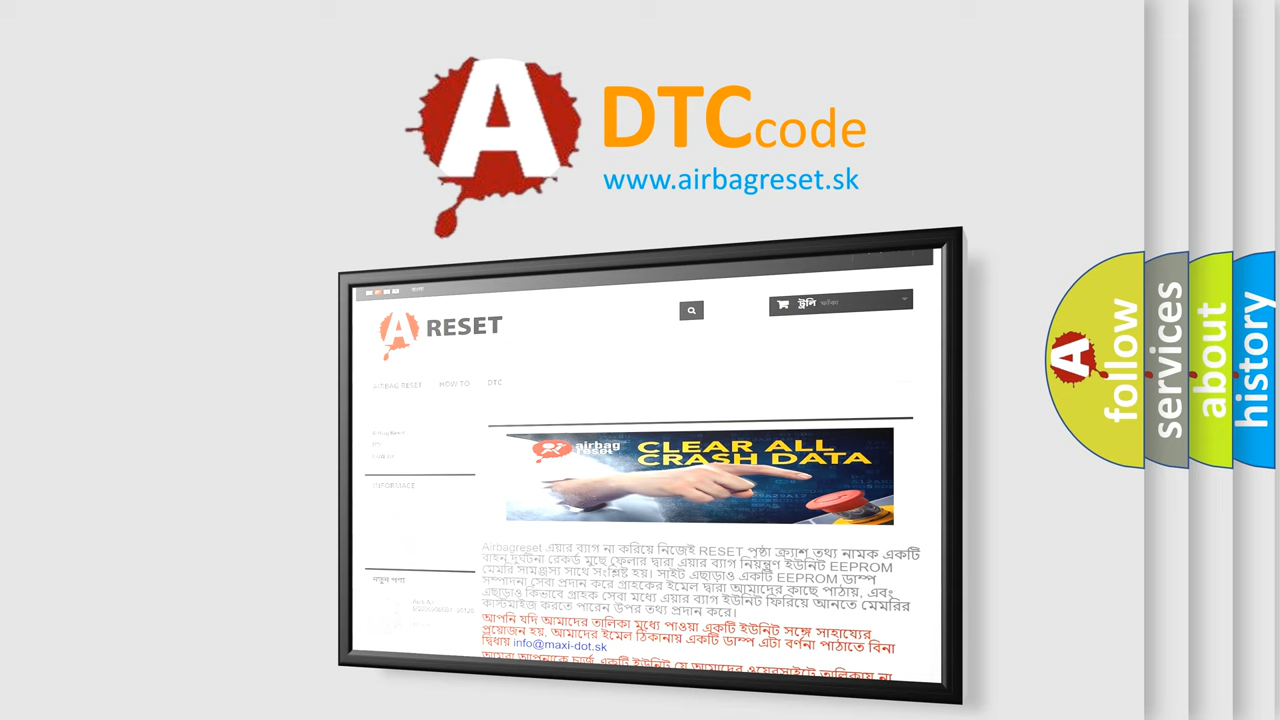 A
DTC code
www.airbagreset.sk
বাংলা
A RESET
ট্রলি
AIRBAG RESET HOW TO DTC
INFORMACE
airbag reset
CLEAR ALL
CRASH DATA
Airbagreset এয়ার ব্যাগ না করিয়ে নিজেই RESET পৃষ্ঠা ক্র্যাশ তথ্য নামক একটি
বাহন দুর্ঘটনা রেকর্ড মুছে ফেলার দ্বারা এয়ার ব্যাগ নিয়ন্ত্রণ ইউনিট EEPROM
মেমরি সামঞ্জস্য সাথে সংশ্লিষ্ট হয়। সাইট এছাড়াও একটি EEPROM ডাম্প
সম্পাদনা সেবা প্রদান করে গ্রাহকের ইমেল দ্বারা আমাদের কাছে পাঠায়, এবং
এছাড়াও কিভাবে গ্রাহক সেবা মধ্যে এয়ার ব্যাগ ইউনিট ফিরিয়ে আনতে মেমরির
কাস্টমাইজ করতে পারেন উপর তথ্য প্রদান করে।
আপনি যদি আমাদের তালিকা মধ্যে পাওয়া একটি ইউনিট সঙ্গে সাহায্যের
প্রয়োজন হয়, আমাদের ইমেল ঠিকানায় একটি ডাম্প এটা বর্ণনা পাঠাতে বিনা
দ্বিধায় info@maxi-dot.sk
A follow
services
about
history